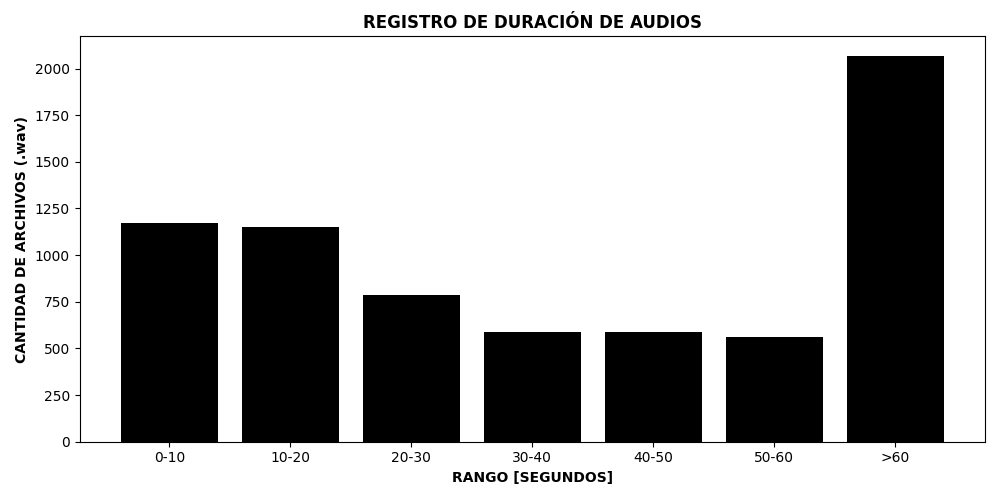 REGISTRO DE DURACIÓN DE AUDIOS
CANTIDAD DE ARCHIVOS (.wav)
2000
1750
1500
1250
1000
750
500
250
0
0-10 10-20 20-30 30-40 40-50 50-60 >60
RANGO [SEGUNDOS]